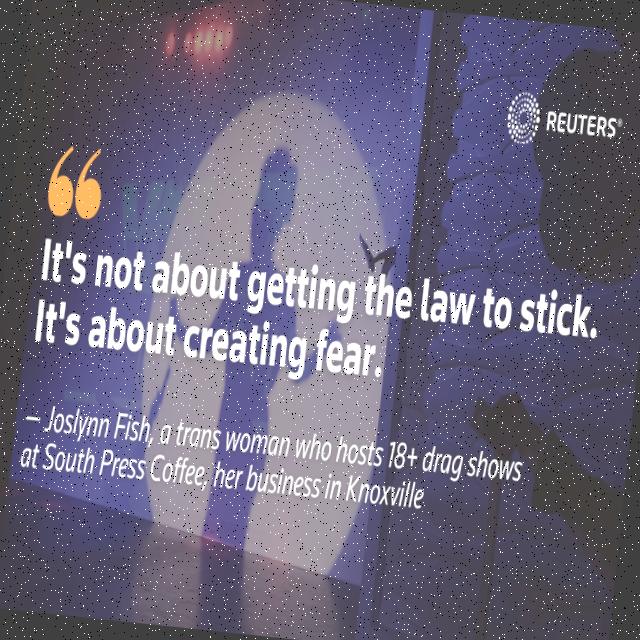 REUTERS®
❝
It's not about getting the law to stick.
It's about creating fear.
— Joslynn Fish, a trans woman who hosts 18+ drag shows
at South Press Coffee, her business in Knoxville